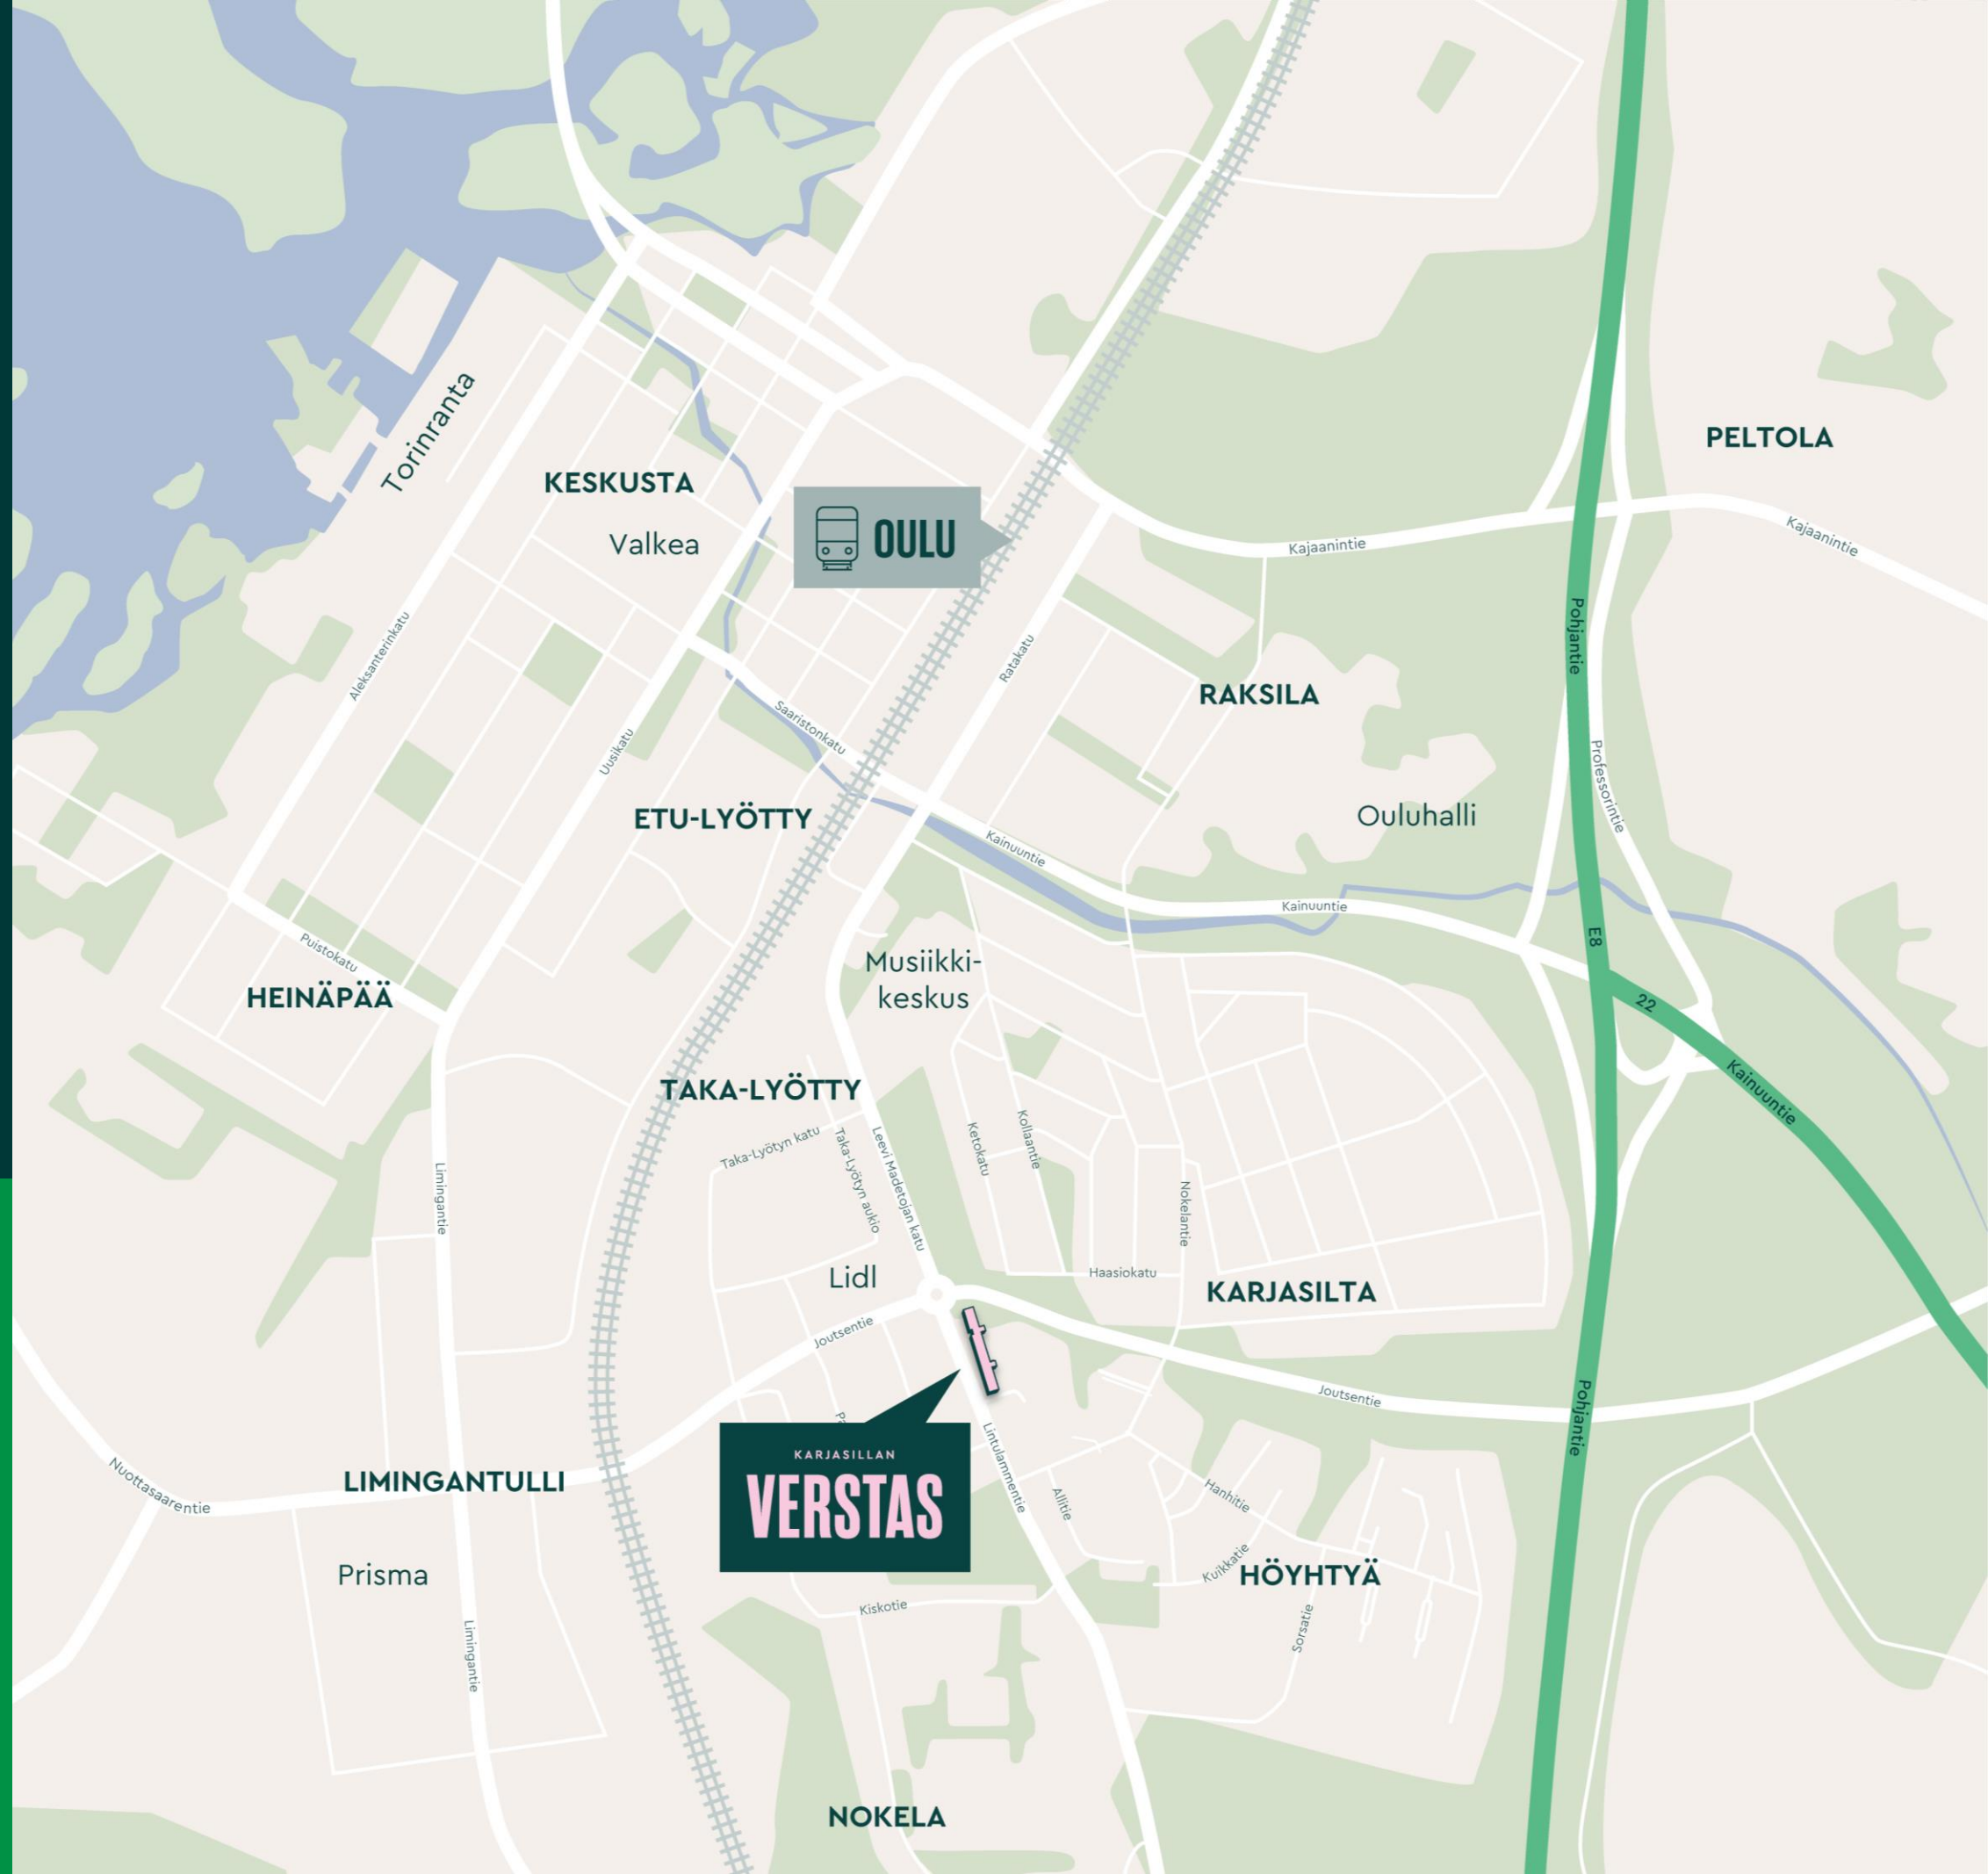 PELTOLA
Torinranta
KESKUSTA
Valkea
OULU
Kajaanintie
Kajaanintie
Pohjantie
Aleksanterinkatu
Ratakatu
RAKSILA
Saaristonkatu
Uusikatu
Professorintie
ETU-LYÖTTY
Ouluhalli
Kainuuntie
Kainuuntie
Puistokatu
E8
Musiikki-
keskus
HEINÄPÄÄ
22
Kainuuntie
TAKA-LYÖTTY
Taka-Lyötyn katu
Taka-Lyötyn aukio
Leevi Madetojan katu
Ketokatu
Kollaantie
Limingantie
Nokelantie
Lidl
Haasiokatu
KARJASILTA
Joutsentie
Joutsentie
Pohjantie
KARJASILLAN
VERSTAS
LIMINGANTULLI
Nuottasaarentie
Lintulammentie
Allitie
Hanhitie
Prisma
Kuikkatie
HÖYHTYÄ
Kiskotie
Sorsatie
Limingantie
NOKELA